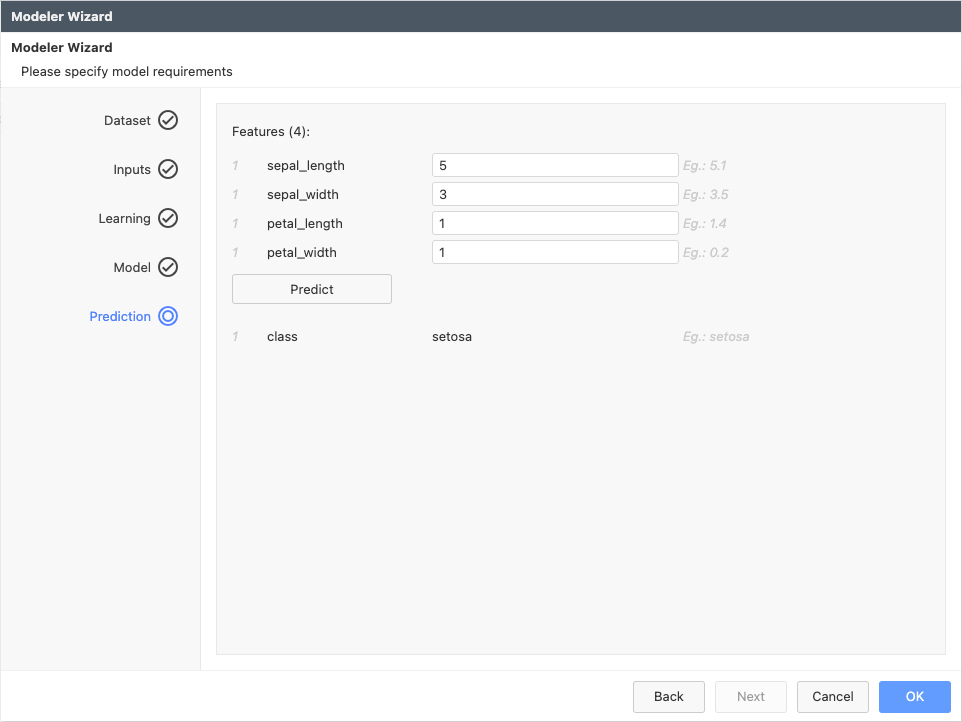 Modeler Wizard
Modeler Wizard
Please specify model requirements
Dataset
Inputs
Learning
Model
Prediction
Features (4):
1 sepal_length 5 Eg.: 5.1
1 sepal_width 3 Eg.: 3.5
1 petal_length 1 Eg.: 1.4
1 petal_width 1 Eg.: 0.2
Predict
1 class setosa Eg.: setosa
Back Next Cancel OK